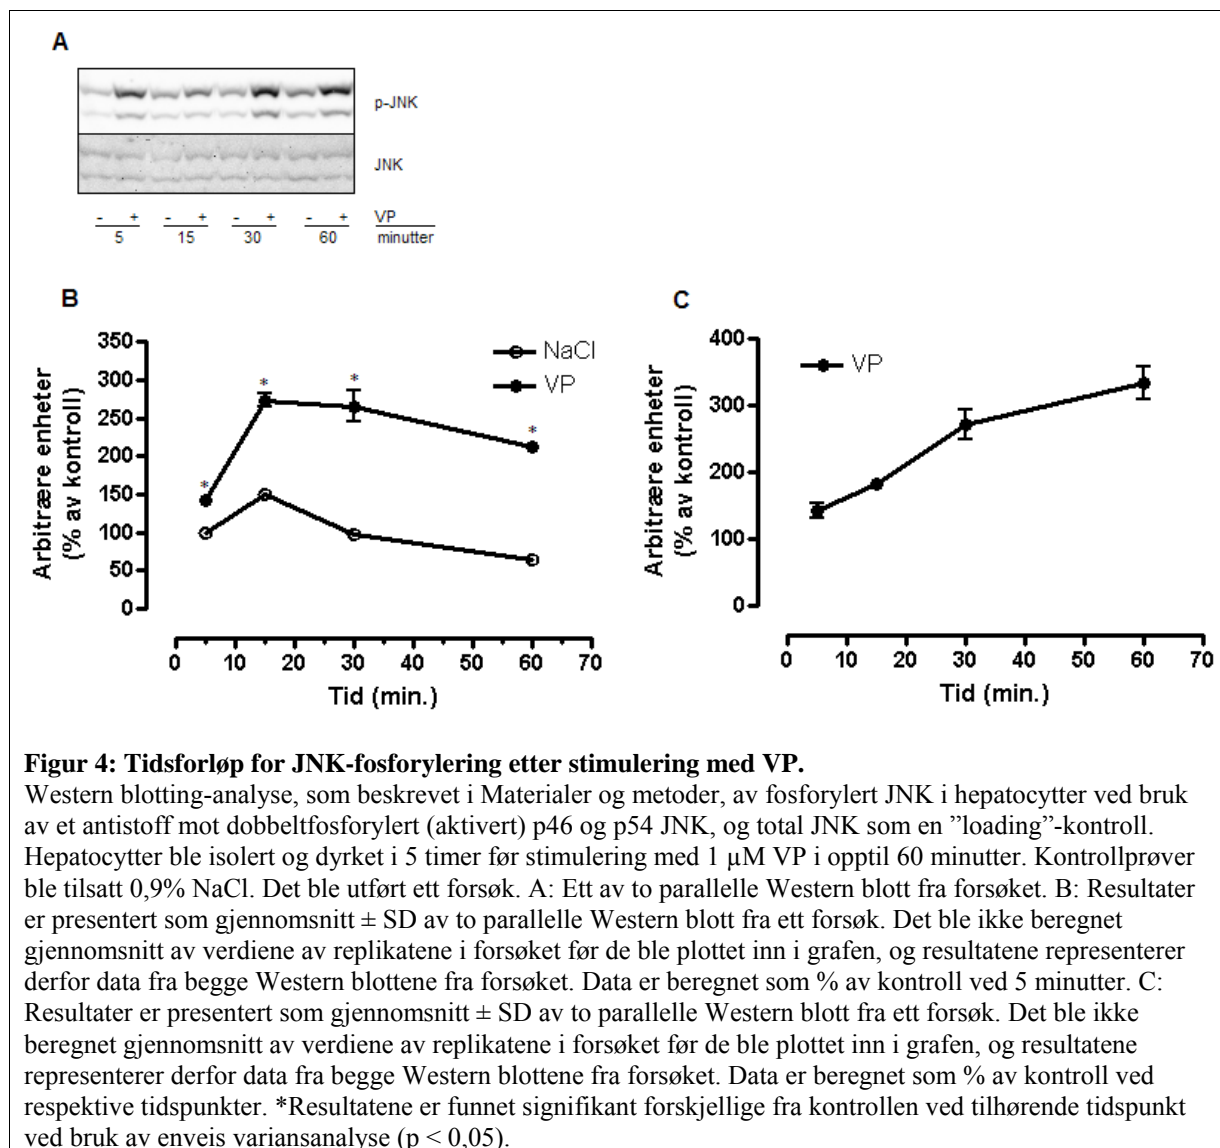 A
p-JNK
JNK
- + - + - + - + VP
5 15 30 60 minutter
B
350
300
250
200
150
100
50
0
Arbitrære enheter
(% av kontroll)
NaCl
VP
*
*
*
*
0 10 20 30 40 50 60 70
Tid (min.)
C
400
300
200
100
0
Arbitrære enheter
(% av kontroll)
VP
0 10 20 30 40 50 60 70
Tid (min.)
Figur 4: Tidsforløp for JNK-fosforylering etter stimulering med VP.
Western blotting-analyse, som beskrevet i Materialer og metoder, av fosforylert JNK i hepatocytter ved bruk
av et antistoff mot dobbeltfosforylert (aktivert) p46 og p54 JNK, og total JNK som en ”loading”-kontroll.
Hepatocytter ble isolert og dyrket i 5 timer før stimulering med 1 µM VP i opptil 60 minutter. Kontrollprøver
ble tilsatt 0,9% NaCl. Det ble utført ett forsøk. A: Ett av to parallelle Western blott fra forsøket. B: Resultater
er presentert som gjennomsnitt ± SD av to parallelle Western blott fra ett forsøk. Det ble ikke beregnet
gjennomsnitt av verdiene av replikatene i forsøket før de ble plottet inn i grafen, og resultatene representerer
derfor data fra begge Western blottene fra forsøket. Data er beregnet som % av kontroll ved 5 minutter. C:
Resultater er presentert som gjennomsnitt ± SD av to parallelle Western blott fra ett forsøk. Det ble ikke
beregnet gjennomsnitt av verdiene av replikatene i forsøket før de ble plottet inn i grafen, og resultatene
representerer derfor data fra begge Western blottene fra forsøket. Data er beregnet som % av kontroll ved
respektive tidspunkter. *Resultatene er funnet signifikant forskjellige fra kontrollen ved tilhørende tidspunkt
ved bruk av enveis variansanalyse (p < 0,05).